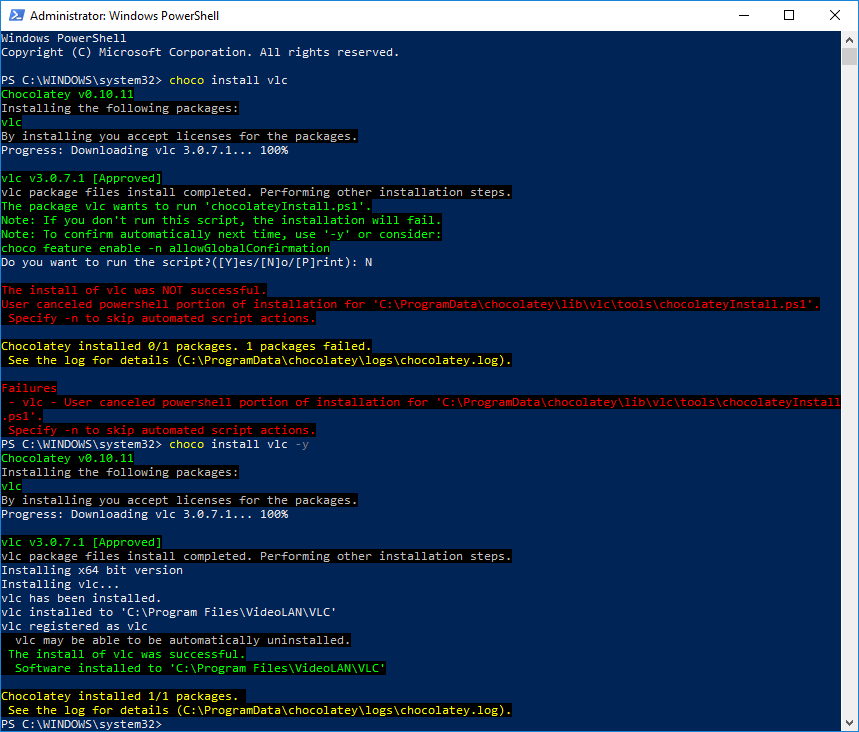 Administrator: Windows PowerShell
Windows PowerShell
Copyright (C) Microsoft Corporation. All rights reserved.
PS C:\WINDOWS\system32> choco install vlc
Chocolatey v0.10.11
Installing the following packages:
vlc
By installing you accept licenses for the packages.
Progress: Downloading vlc 3.0.7.1... 100%
vlc v3.0.7.1 [Approved]
vlc package files install completed. Performing other installation steps.
The package vlc wants to run 'chocolateyInstall.ps1'.
Note: If you don't run this script, the installation will fail.
Note: To confirm automatically next time, use '-y' or consider:
choco feature enable -n allowGlobalConfirmation
Do you want to run the script?([Y]es/[N]o/[P]rint): N
The install of vlc was NOT successful.
User canceled powershell portion of installation for 'C:\ProgramData\chocolatey\lib\vlc\tools\chocolateyInstall.ps1'.
 Specify -n to skip automated script actions.
Chocolatey installed 0/1 packages. 1 packages failed.
 See the log for details (C:\ProgramData\chocolatey\logs\chocolatey.log).
Failures
 - vlc - User canceled powershell portion of installation for 'C:\ProgramData\chocolatey\lib\vlc\tools\chocolateyInstall
.ps1'.
 Specify -n to skip automated script actions.
PS C:\WINDOWS\system32> choco install vlc -y
Chocolatey v0.10.11
Installing the following packages:
vlc
By installing you accept licenses for the packages.
Progress: Downloading vlc 3.0.7.1... 100%
vlc v3.0.7.1 [Approved]
vlc package files install completed. Performing other installation steps.
Installing x64 bit version
Installing vlc...
vlc has been installed.
vlc installed to 'C:\Program Files\VideoLAN\VLC'
vlc registered as vlc
  vlc may be able to be automatically uninstalled.
 The install of vlc was successful.
  Software installed to 'C:\Program Files\VideoLAN\VLC'
Chocolatey installed 1/1 packages.
 See the log for details (C:\ProgramData\chocolatey\logs\chocolatey.log).
PS C:\WINDOWS\system32>